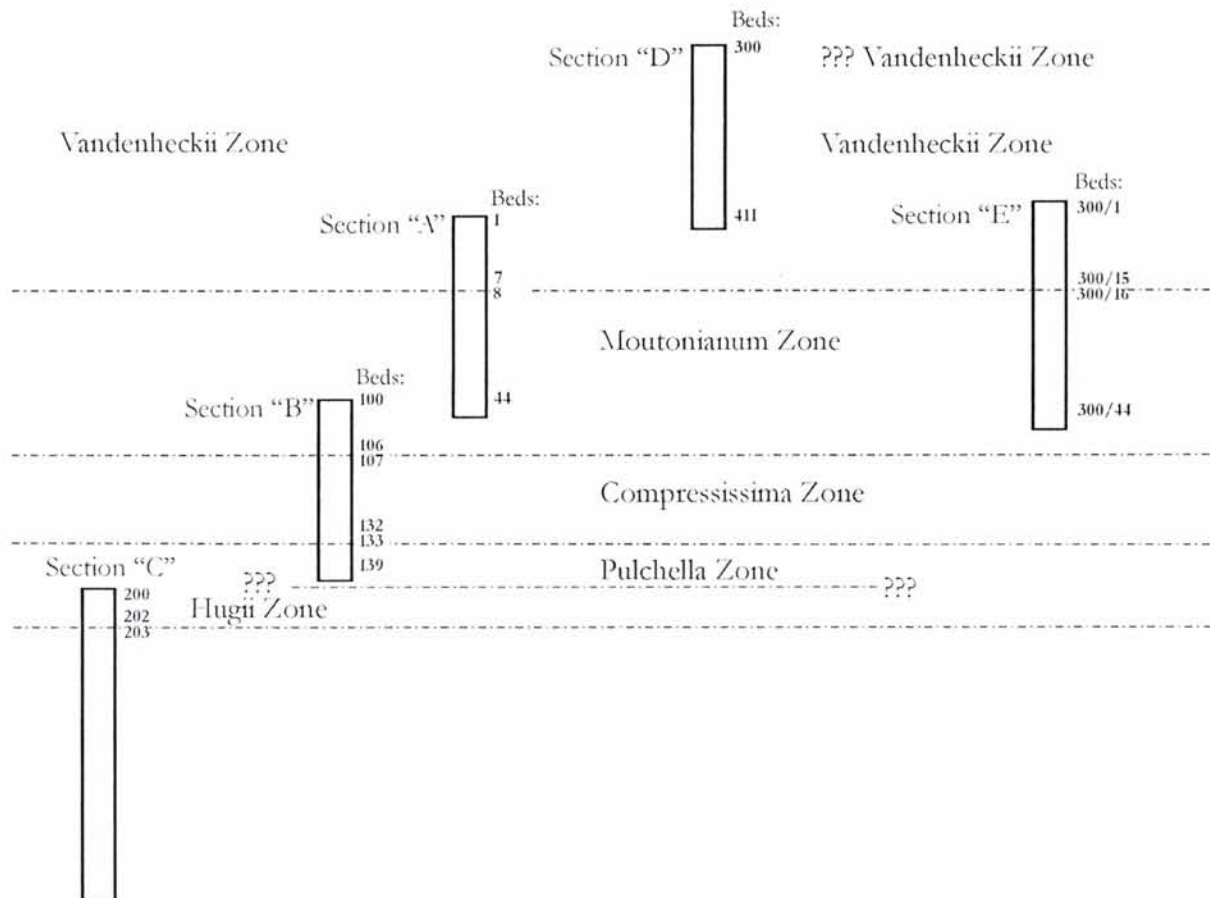 Beds:
Section "D" 300 ??? Vandenheckii Zone
Vandenheckii Zone Vandenheckii Zone
Beds: Beds:
Section "A" 1 411 Section "E" 300/1
7 300/15
8 300/16
Moutonianum Zone
Beds:
Section "B" 100 44 300/44
106
107
Compressissima Zone
132
133
Section "C" 139 Pulchella Zone
??? ???
200 Hugii Zone
202
203